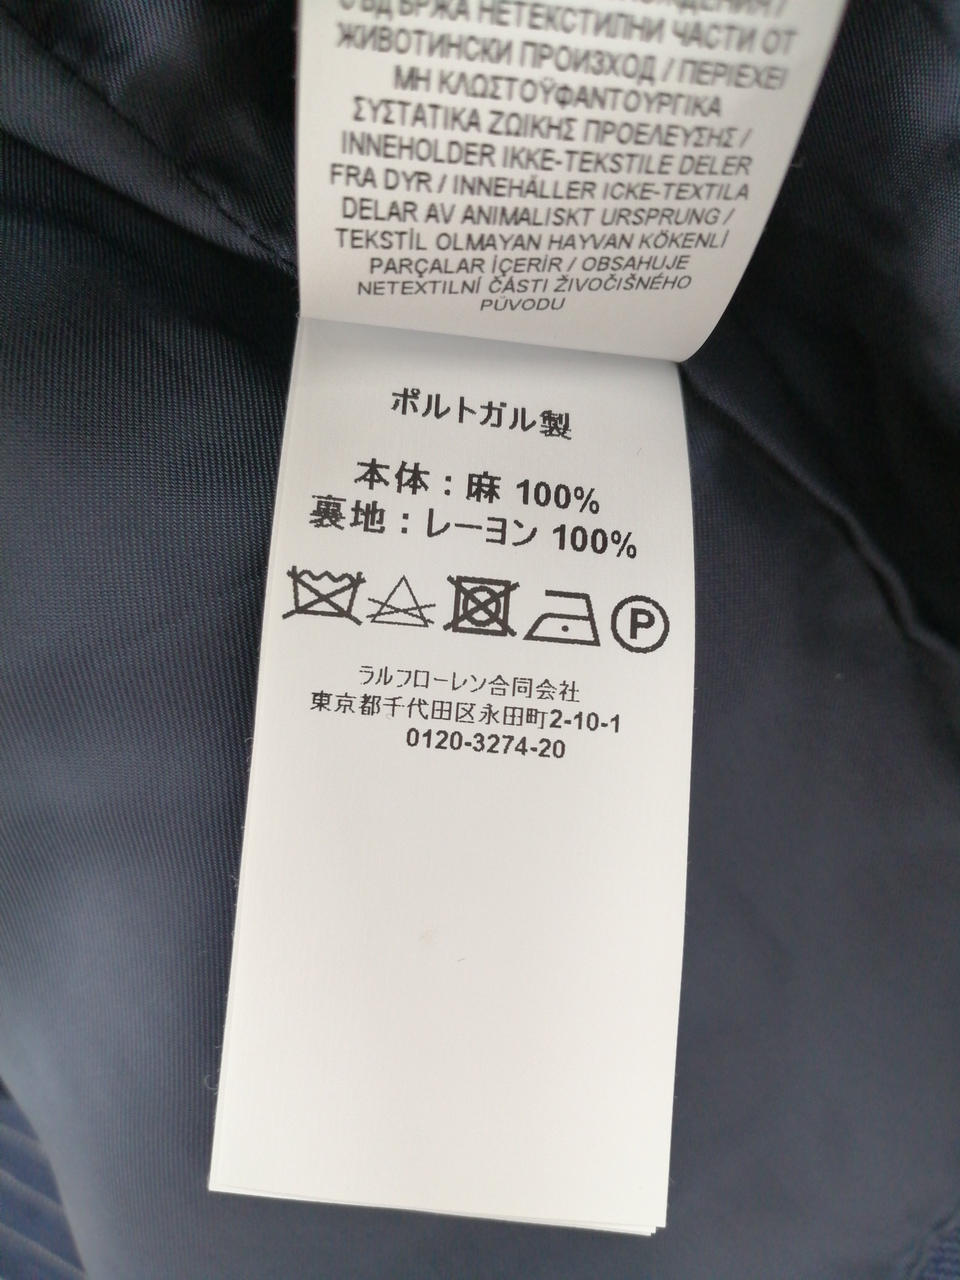 СЪДЪРЖА НЕТЕКСТИЛНИ ЧАСТИ ОТ
ЖИВОТИНСКИ ПРОИЗХОД / ΠΕΡΙΕΧΕΙ
ΜΗ ΚΛΩΣΤΟΫΦΑΝΤΟΥΡΓΙΚΑ
ΣΥΣΤΑΤΙΚΑ ΖΩΙΚΗΣ ΠΡΟΕΛΕΥΣΗΣ /
INNEHOLDER IKKE-TEKSTILE DELER
FRA DYR / INNEHÅLLER ICKE-TEXTILA
DELAR AV ANIMALISKT URSPRUNG /
TEKSTİL OLMAYAN HAYVAN KÖKENLİ
PARÇALAR İÇERİR / OBSAHUJE
NETEXTILNÍ ČÁSTI ŽIVOČIŠNÉHO
PŮVODU
ポルトガル製
本体：麻 100%
裏地：レーヨン 100%
P
ラルフローレン合同会社
東京都千代田区永田町2-10-1
0120-3274-20